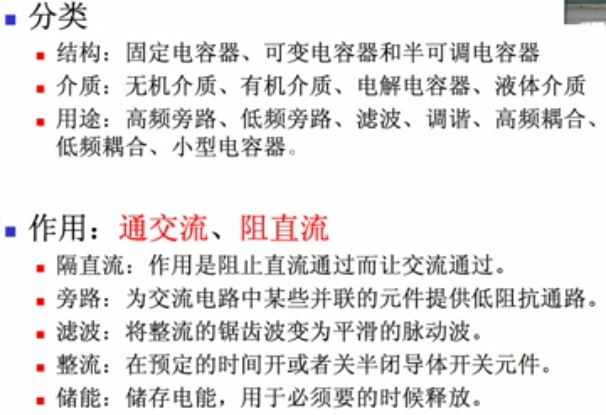 分类
结构：固定电容器、可变电容器和半可调电容器
介质：无机介质、有机介质、电解电容器、液体介质
用途：高频旁路、低频旁路、滤波、调谐、高频耦合、
低频耦合、小型电容器。
作用：通交流、阻直流
隔直流：作用是阻止直流通过而让交流通过。
旁路：为交流电路中某些并联的元件提供低阻抗通路。
滤波：将整流的锯齿波变为平滑的脉动波。
整流：在预定的时间开或者关半闭导体开关元件。
储能：储存电能，用于必须要的时候释放。